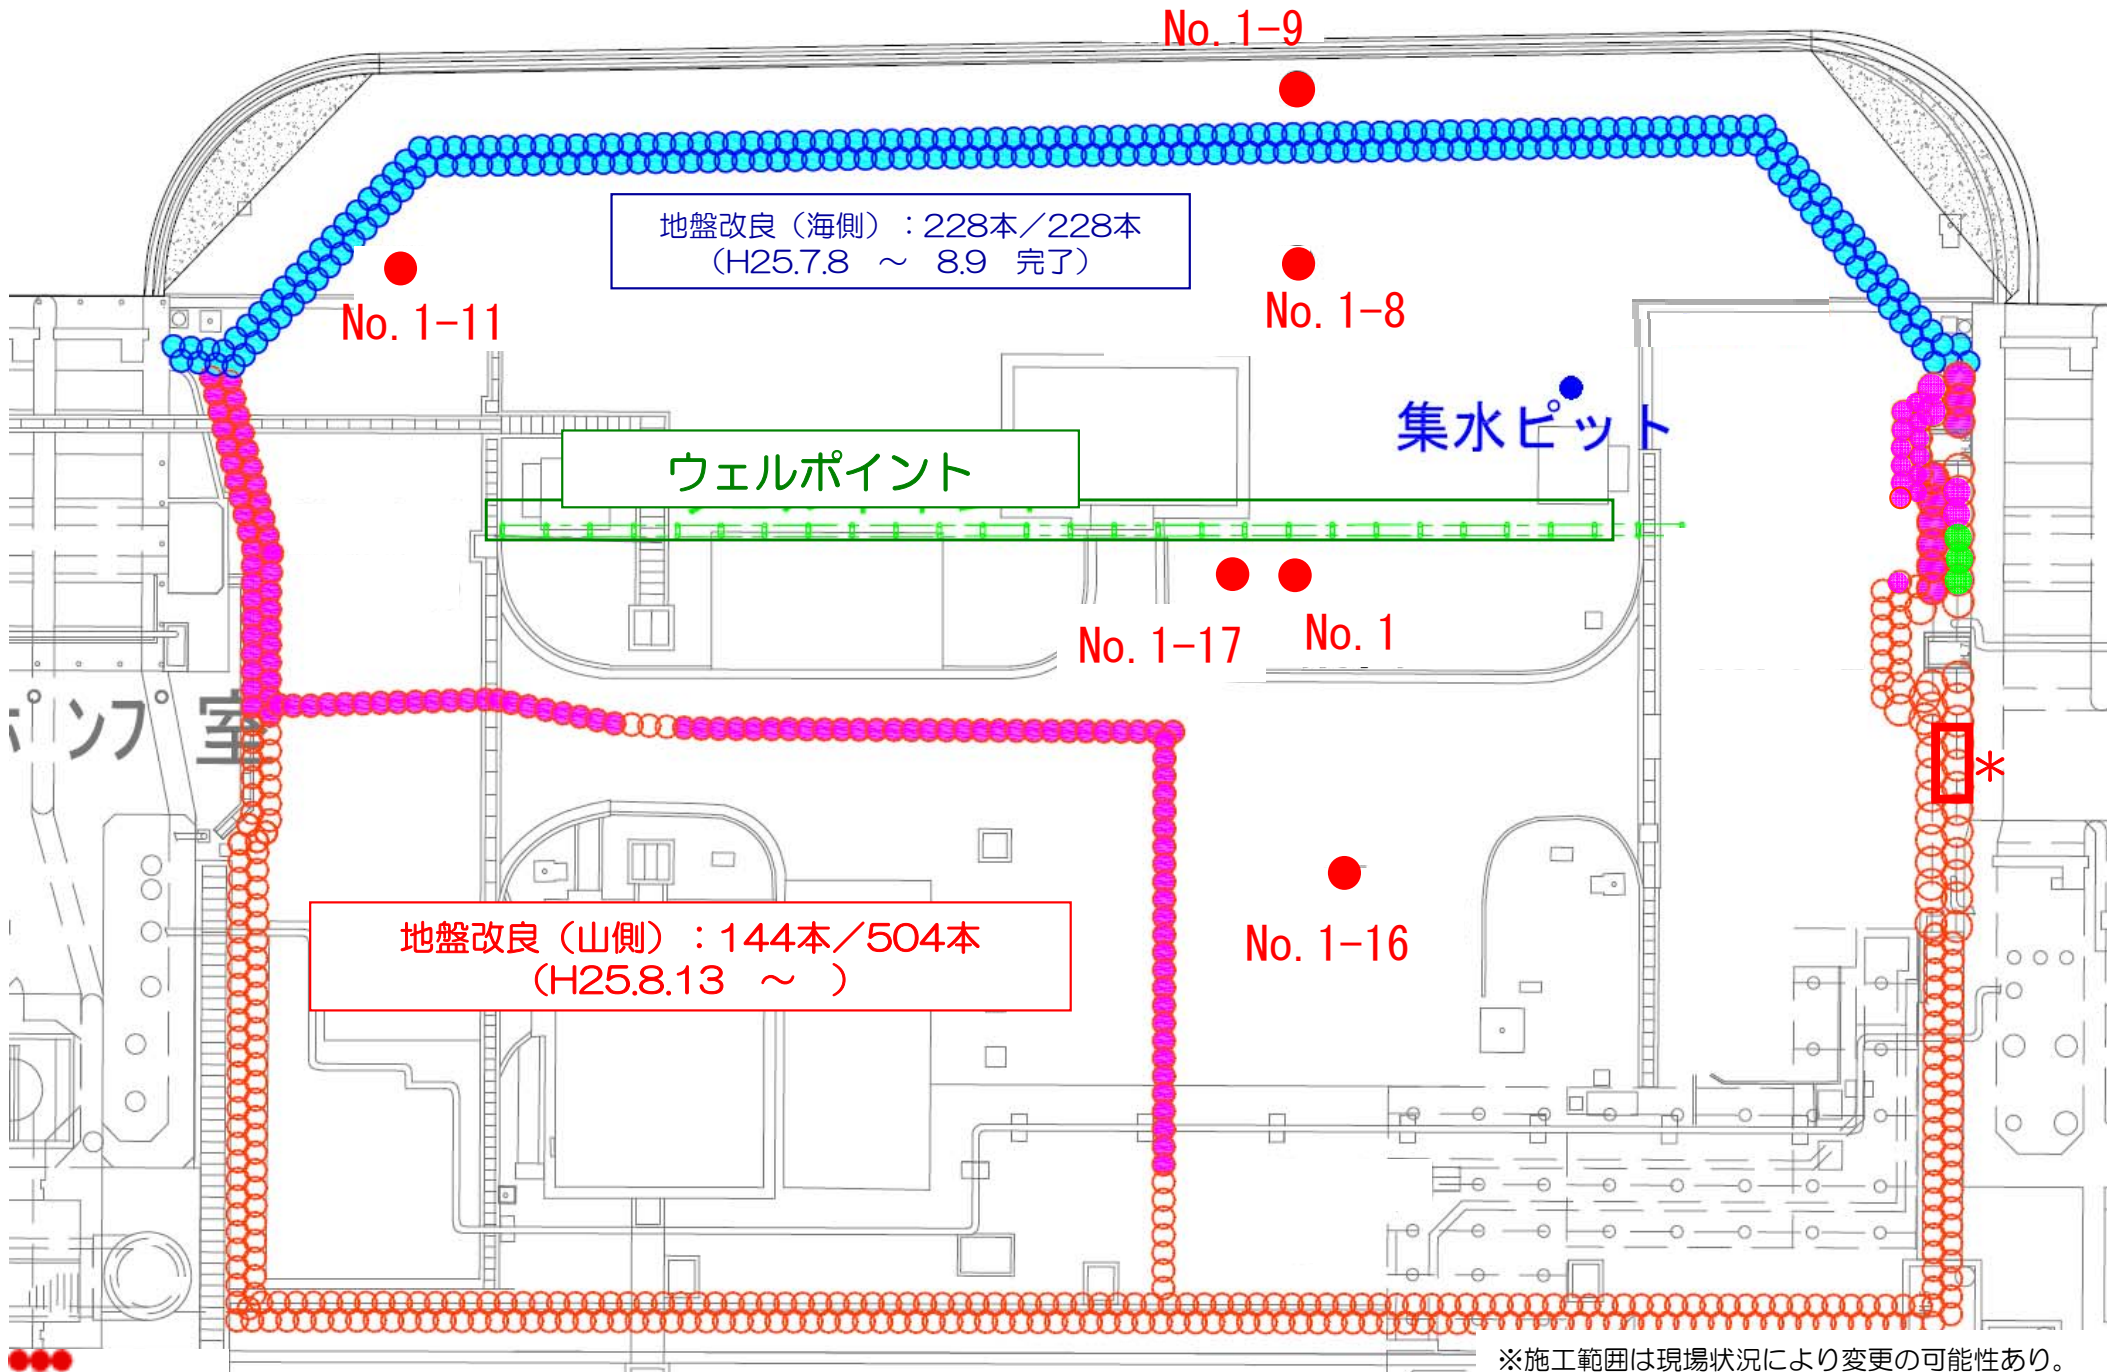 No.1-9
地盤改良（海側）：228本／228本
（H25.7.8　～　8.9　完了）
No.1-11
No.1-8
集水ピット
ウェルポイント
No.1-17
No.1
ポンプ室
*
No.1-16
地盤改良（山側）：144本／504本
（H25.8.13　～　）
※施工範囲は現場状況により変更の可能性あり。